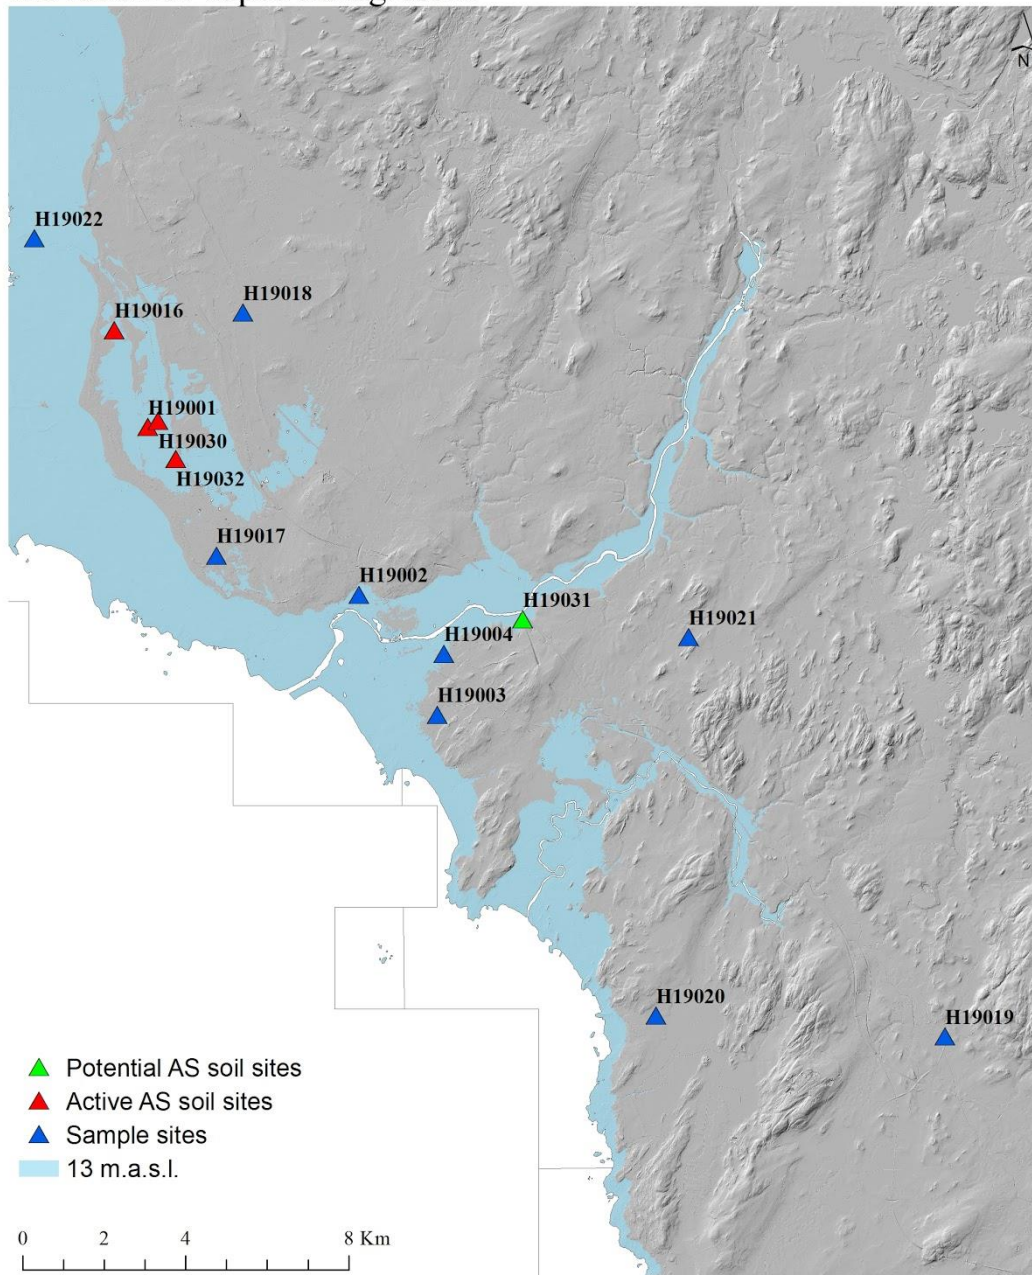 N
H19022
H19018
H19016
H19001
H19030
H19032
H19017
H19002
H19031
H19021
H19004
H19003
H19020
H19019
Potential AS soil sites
Active AS soil sites
Sample sites
13 m.a.s.l.
0 2 4 8 Km